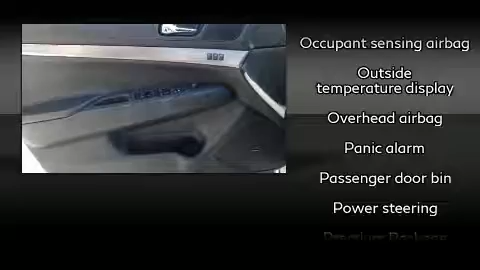 Occupant sensing airbag
Outside
temperature display
Overhead airbag
Panic alarm
Passenger door bin
Power steering